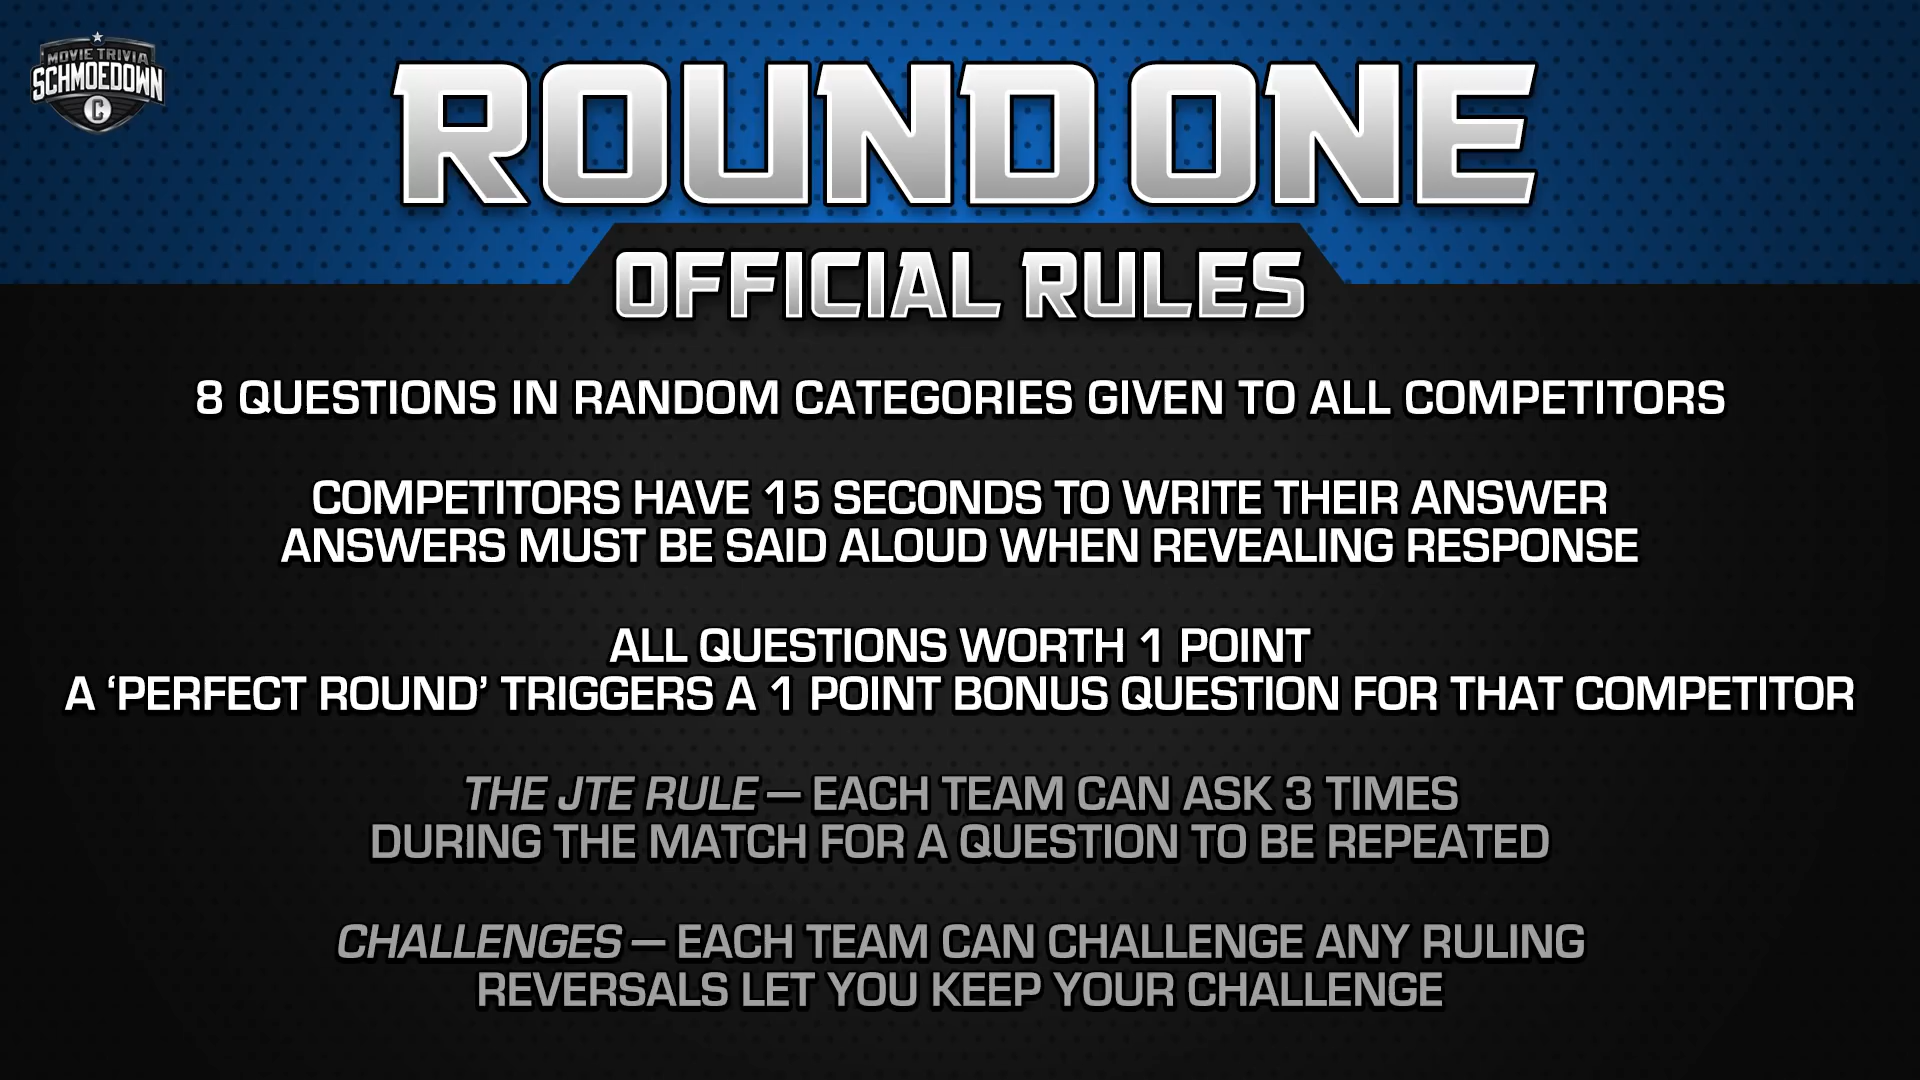 MOVIE TRIVIA
SCHMOEDOWN
C
ROUND ONE
OFFICIAL RULES
8 QUESTIONS IN RANDOM CATEGORIES GIVEN TO ALL COMPETITORS
COMPETITORS HAVE 15 SECONDS TO WRITE THEIR ANSWER
ANSWERS MUST BE SAID ALOUD WHEN REVEALING RESPONSE
ALL QUESTIONS WORTH 1 POINT
A ‘PERFECT ROUND’ TRIGGERS A 1 POINT BONUS QUESTION FOR THAT COMPETITOR
THE JTE RULE — EACH TEAM CAN ASK 3 TIMES
DURING THE MATCH FOR A QUESTION TO BE REPEATED
CHALLENGES — EACH TEAM CAN CHALLENGE ANY RULING
REVERSALS LET YOU KEEP YOUR CHALLENGE